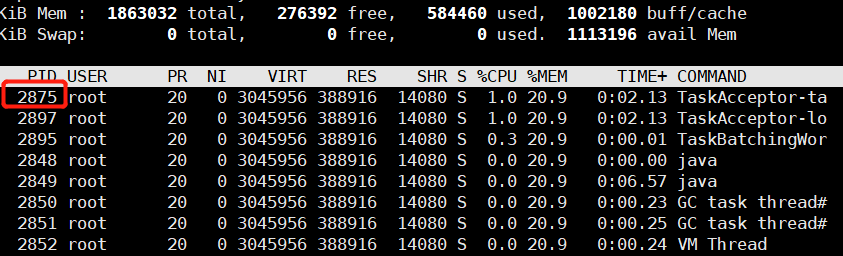 KiB Mem : 1863032 total, 276392 free, 584460 used, 1002180 buff/cache
KiB Swap: 0 total, 0 free, 0 used. 1113196 avail Mem
PID USER PR NI VIRT RES SHR S %CPU %MEM TIME+ COMMAND
2875 root 20 0 3045956 388916 14080 S 1.0 20.9 0:02.13 TaskAcceptor-ta
2897 root 20 0 3045956 388916 14080 S 1.0 20.9 0:02.13 TaskAcceptor-lo
2895 root 20 0 3045956 388916 14080 S 0.3 20.9 0:00.01 TaskBatchingWor
2848 root 20 0 3045956 388916 14080 S 0.0 20.9 0:00.00 java
2849 root 20 0 3045956 388916 14080 S 0.0 20.9 0:06.57 java
2850 root 20 0 3045956 388916 14080 S 0.0 20.9 0:00.23 GC task thread#
2851 root 20 0 3045956 388916 14080 S 0.0 20.9 0:00.25 GC task thread#
2852 root 20 0 3045956 388916 14080 S 0.0 20.9 0:00.24 VM Thread